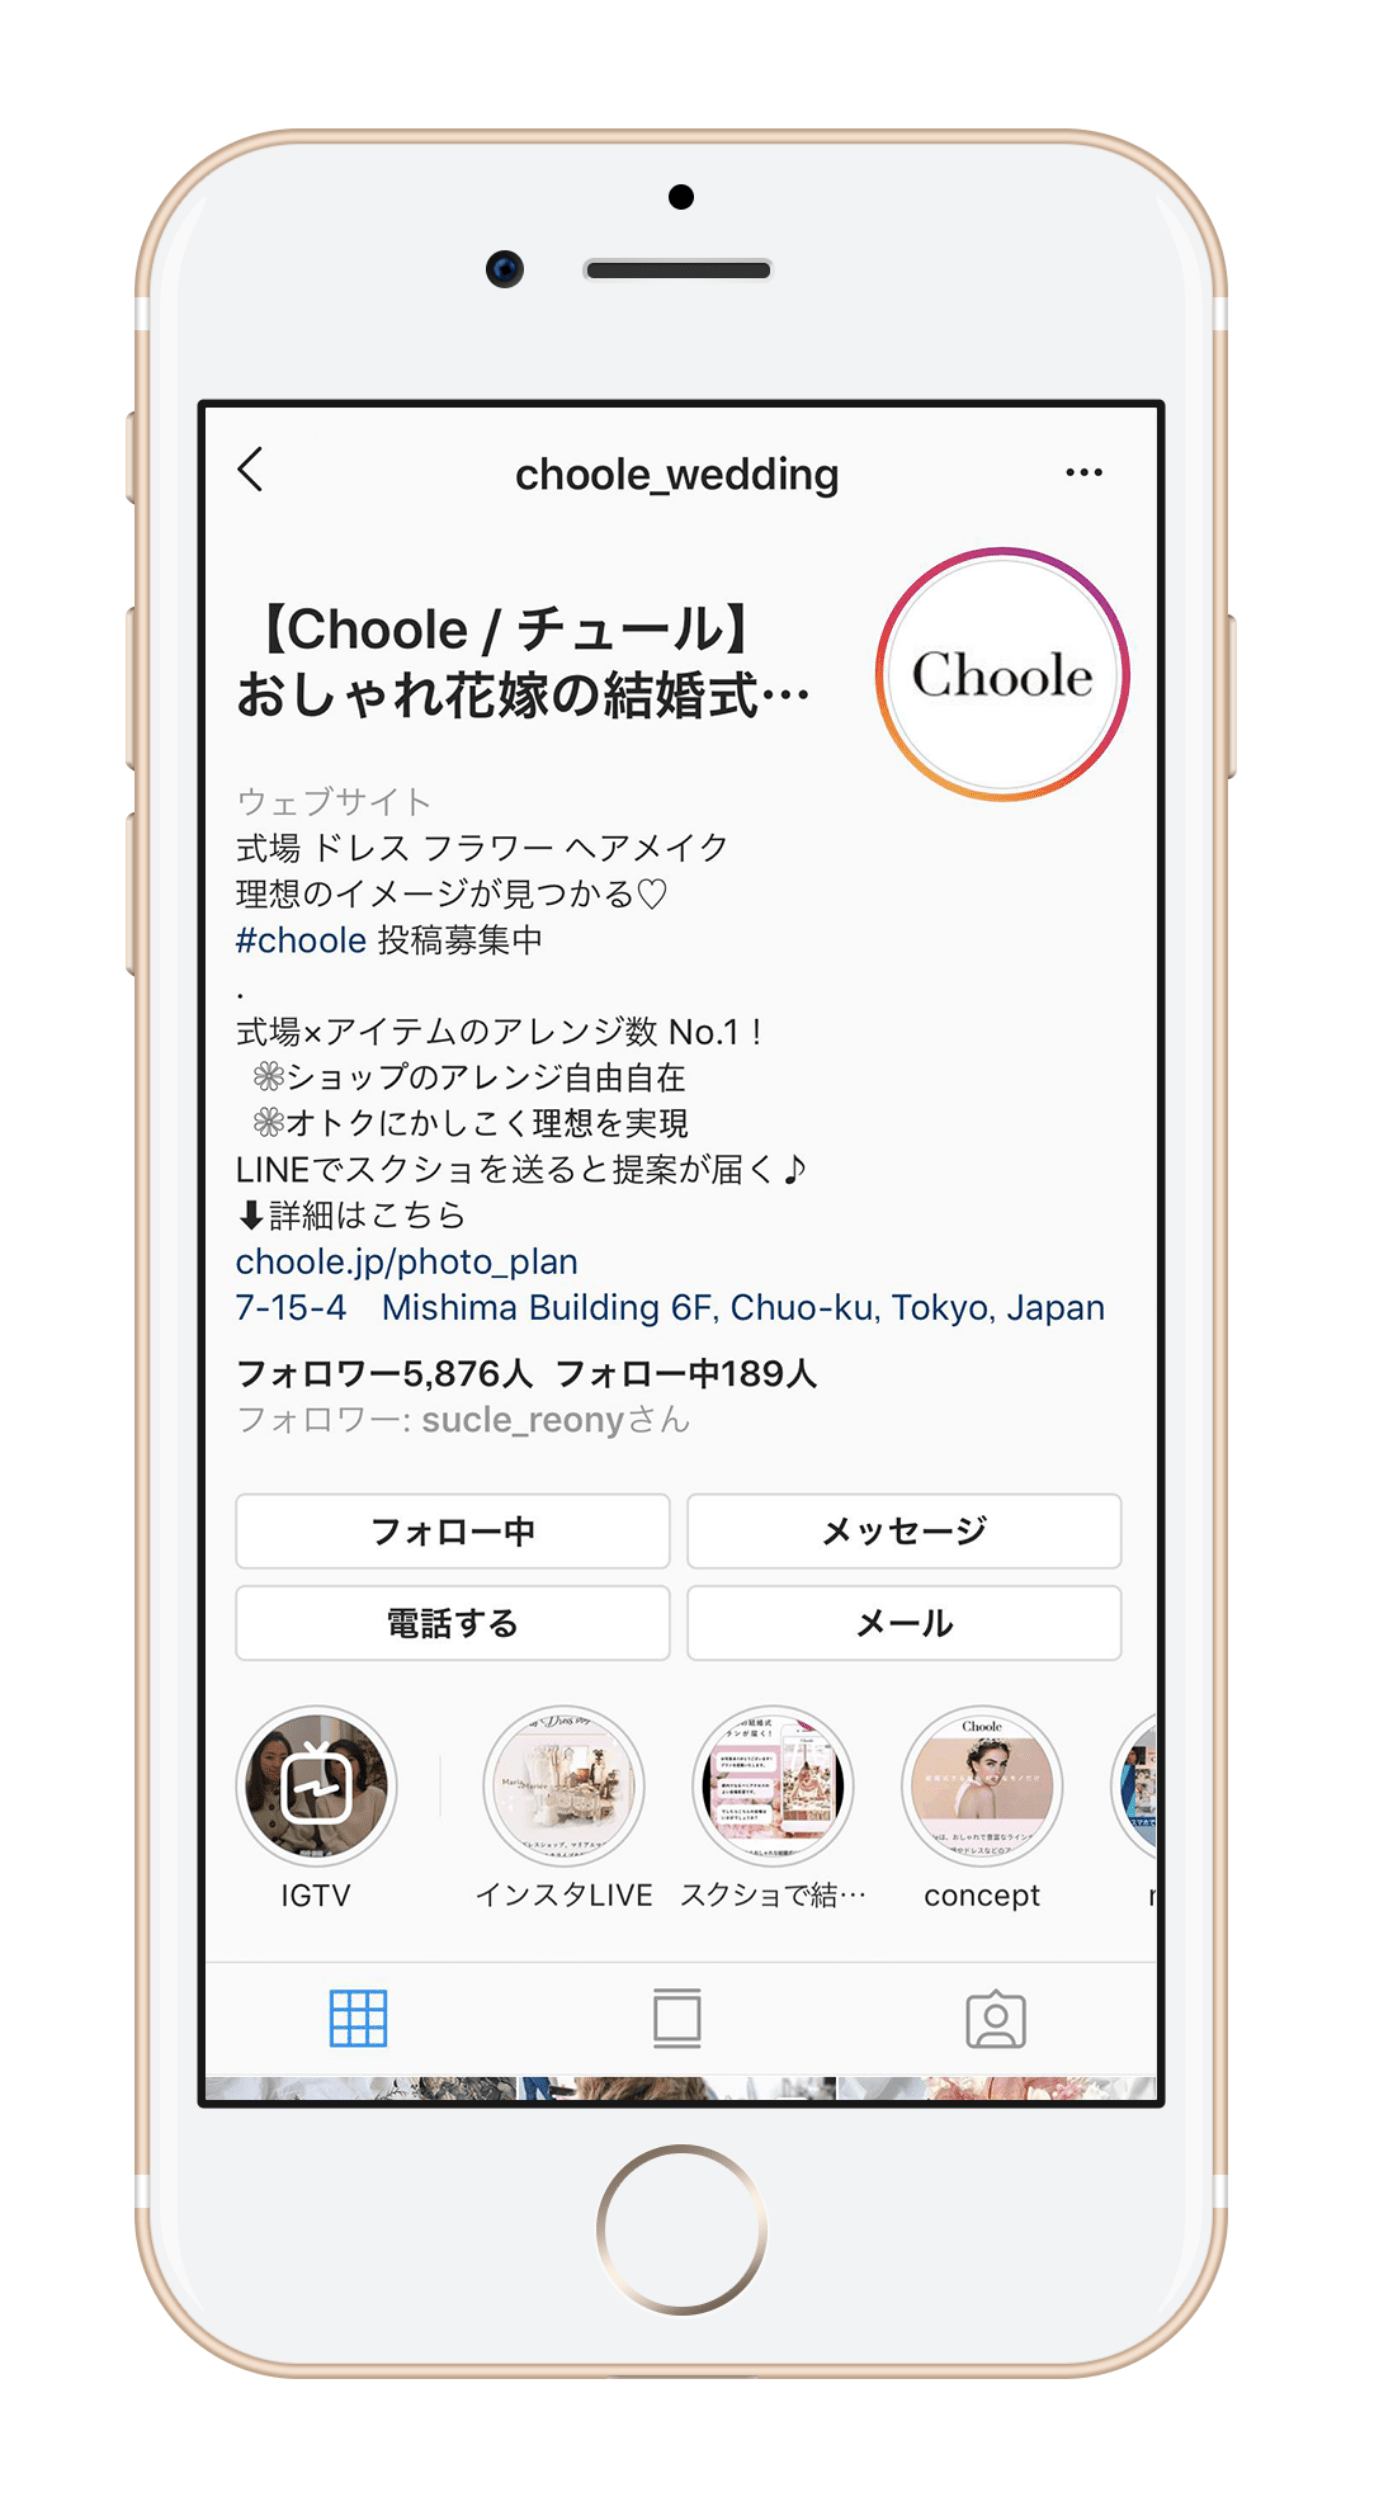 choole_wedding
【Choole / チュール】
おしゃれ花嫁の結婚式…
Choole
ウェブサイト
式場 ドレス フラワー ヘアメイク
理想のイメージが見つかる♡
#choole 投稿募集中
.
式場×アイテムのアレンジ数 No.1！
❀ショップのアレンジ自由自在
❀オトクにかしこく理想を実現
LINEでスクショを送ると提案が届く♪
⬇詳細はこちら
choole.jp/photo_plan
7-15-4　Mishima Building 6F, Chuo-ku, Tokyo, Japan
フォロワー5,876人 フォロー中189人
フォロワー: sucle_reonyさん
フォロー中 メッセージ
電話する メール
Choole
IGTV インスタLIVE スクショで結… concept